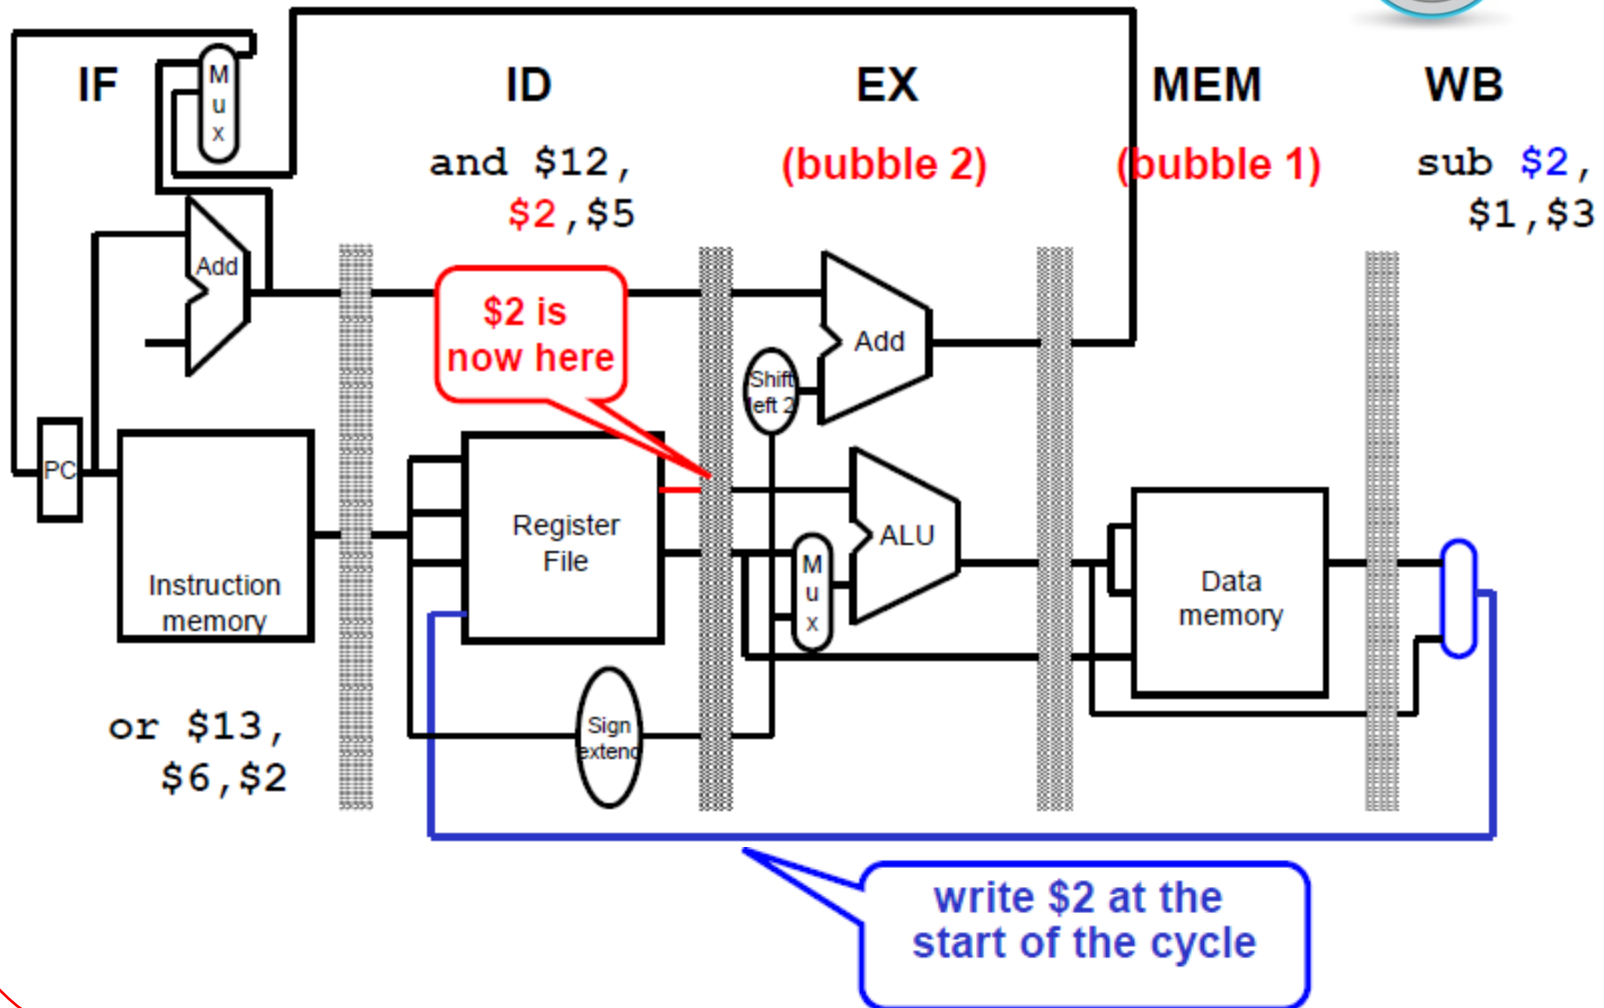 IF
ID
EX
MEM
WB
M
u
x
and $12,
$2,$5
(bubble 2)
(bubble 1)
sub $2,
$1,$3
Add
$2 is
now here
Add
Shift
left 2
PC
Instruction
memory
Register
File
ALU
M
u
x
Data
memory
or $13,
$6,$2
Sign
extend
write $2 at the
start of the cycle